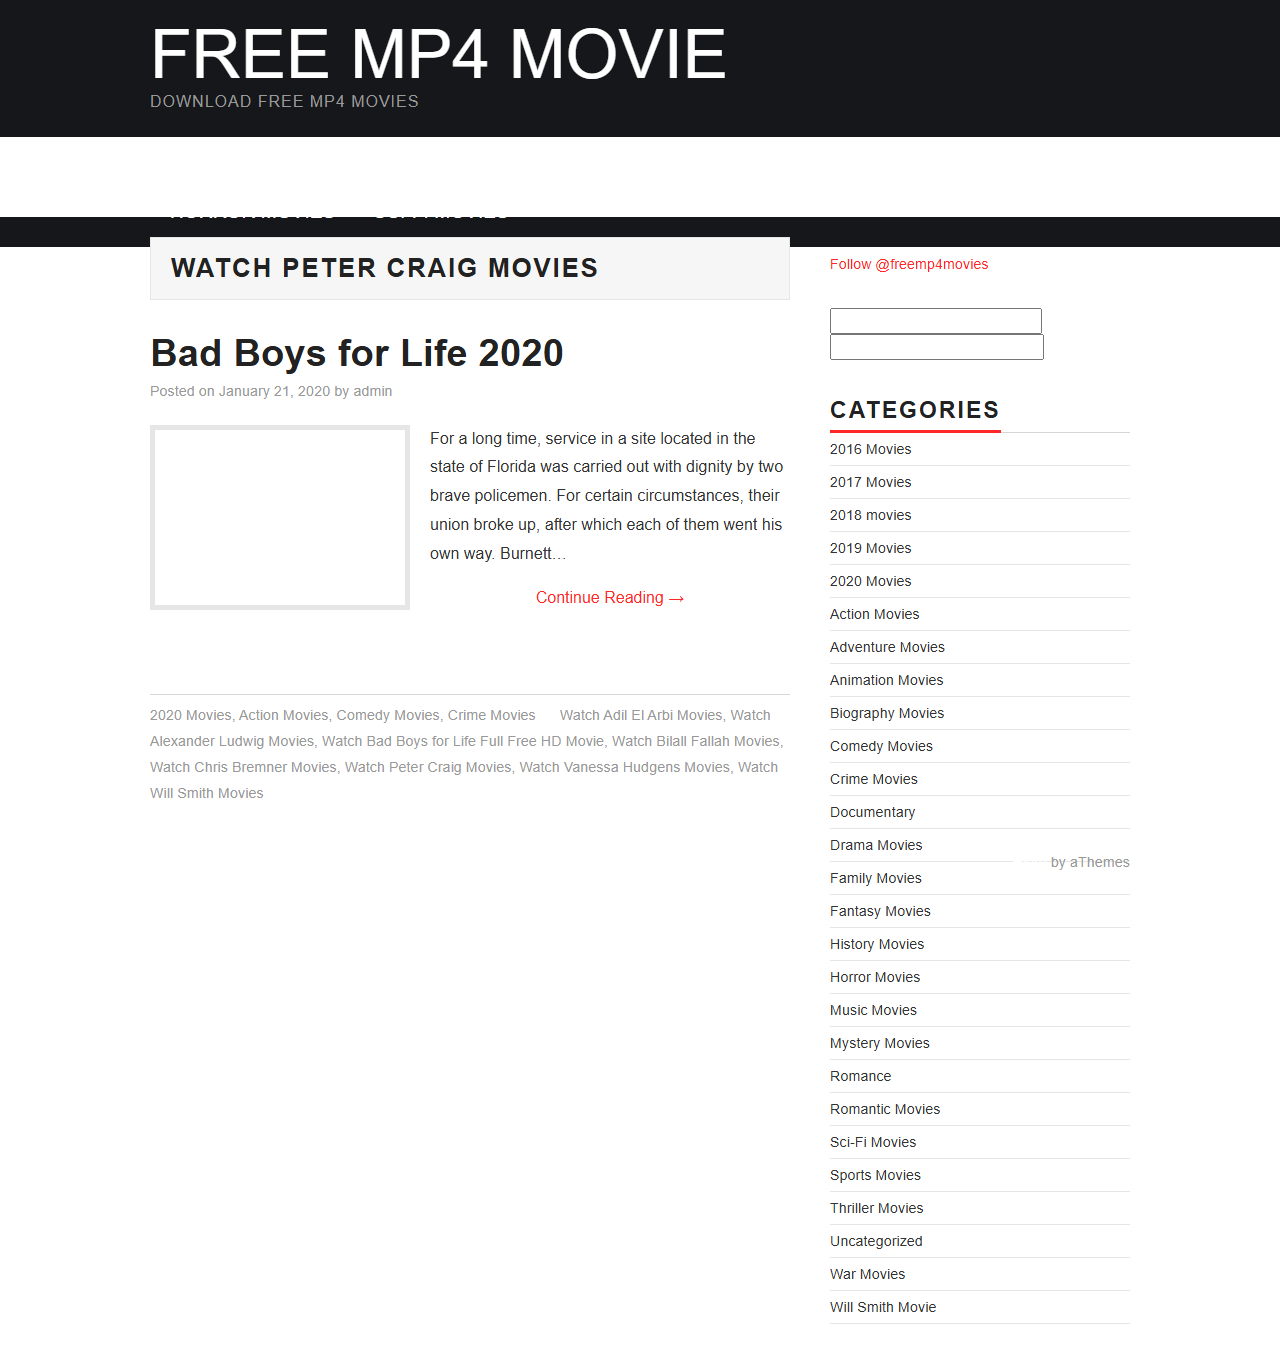 FREE MP4 MOVIE
DOWNLOAD FREE MP4 MOVIES
WATCH PETER CRAIG MOVIES
Follow @freemp4movies
Bad Boys for Life 2020
Posted on January 21, 2020 by admin
For a long time, service in a site located in the
state of Florida was carried out with dignity by two
brave policemen. For certain circumstances, their
union broke up, after which each of them went his
own way. Burnett…
Continue Reading →
2020 Movies, Action Movies, Comedy Movies, Crime Movies Watch Adil El Arbi Movies, Watch
Alexander Ludwig Movies, Watch Bad Boys for Life Full Free HD Movie, Watch Bilall Fallah Movies,
Watch Chris Bremner Movies, Watch Peter Craig Movies, Watch Vanessa Hudgens Movies, Watch
Will Smith Movies
CATEGORIES
2016 Movies
2017 Movies
2018 movies
2019 Movies
2020 Movies
Action Movies
Adventure Movies
Animation Movies
Biography Movies
Comedy Movies
Crime Movies
Documentary
Drama Movies
by aThemes
Family Movies
Fantasy Movies
History Movies
Horror Movies
Music Movies
Mystery Movies
Romance
Romantic Movies
Sci-Fi Movies
Sports Movies
Thriller Movies
Uncategorized
War Movies
Will Smith Movie